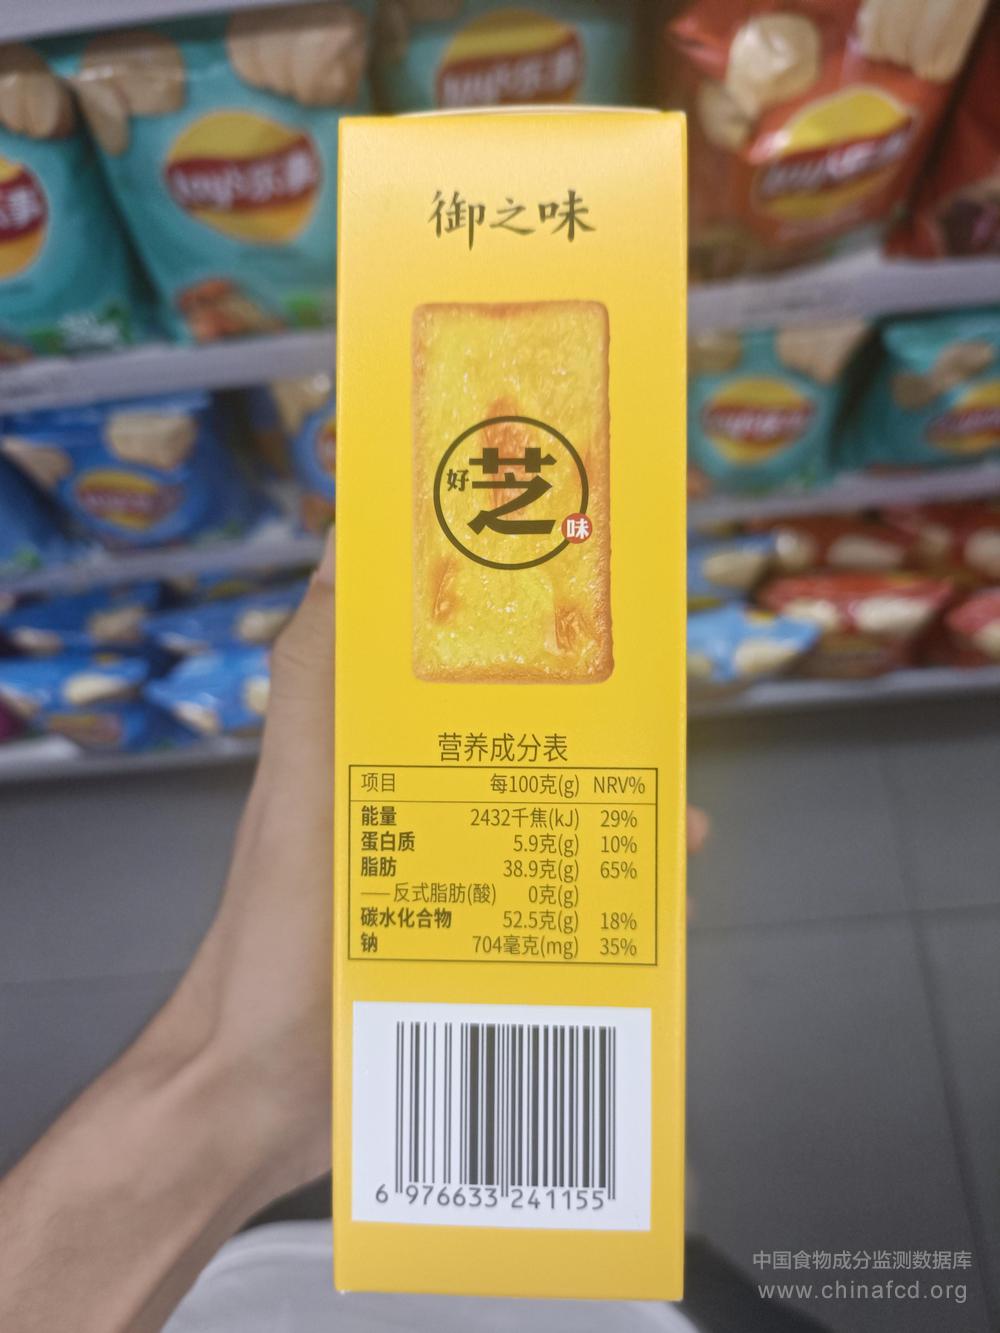 御之味
好芝味
营养成分表
项目 每100克(g) NRV%
能量 2432千焦(kJ) 29%
蛋白质 5.9克(g) 10%
脂肪 38.9克(g) 65%
——反式脂肪(酸) 0克(g)
碳水化合物 52.5克(g) 18%
钠 704毫克(mg) 35%
6 976633 241155
中国食物成分监测数据库
www.chinafcd.org